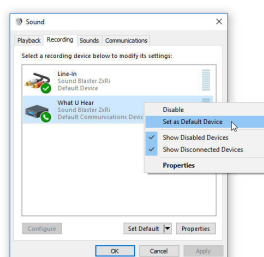 Sound
Playback Recording Sounds Communications
Select a recording device below to modify its settings:
Line-In
Sound Blaster ZxRi
Default Device
What U Hear
Sound Blaster ZxRi
Default Communications Devic
Disable
Set as Default Device
Show Disabled Devices
Show Disconnected Devices
Properties
Configure Set Default Properties
OK Cancel Apply